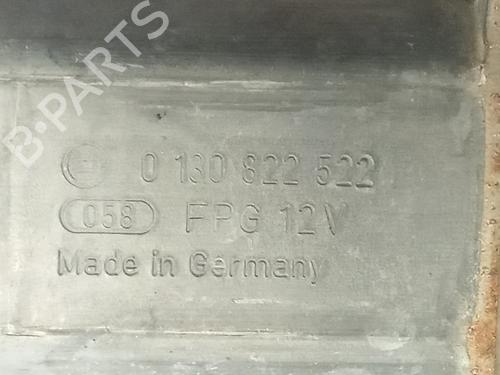 B-PARTS
0 130 822 522
058 FPG 12V
Made in Germany